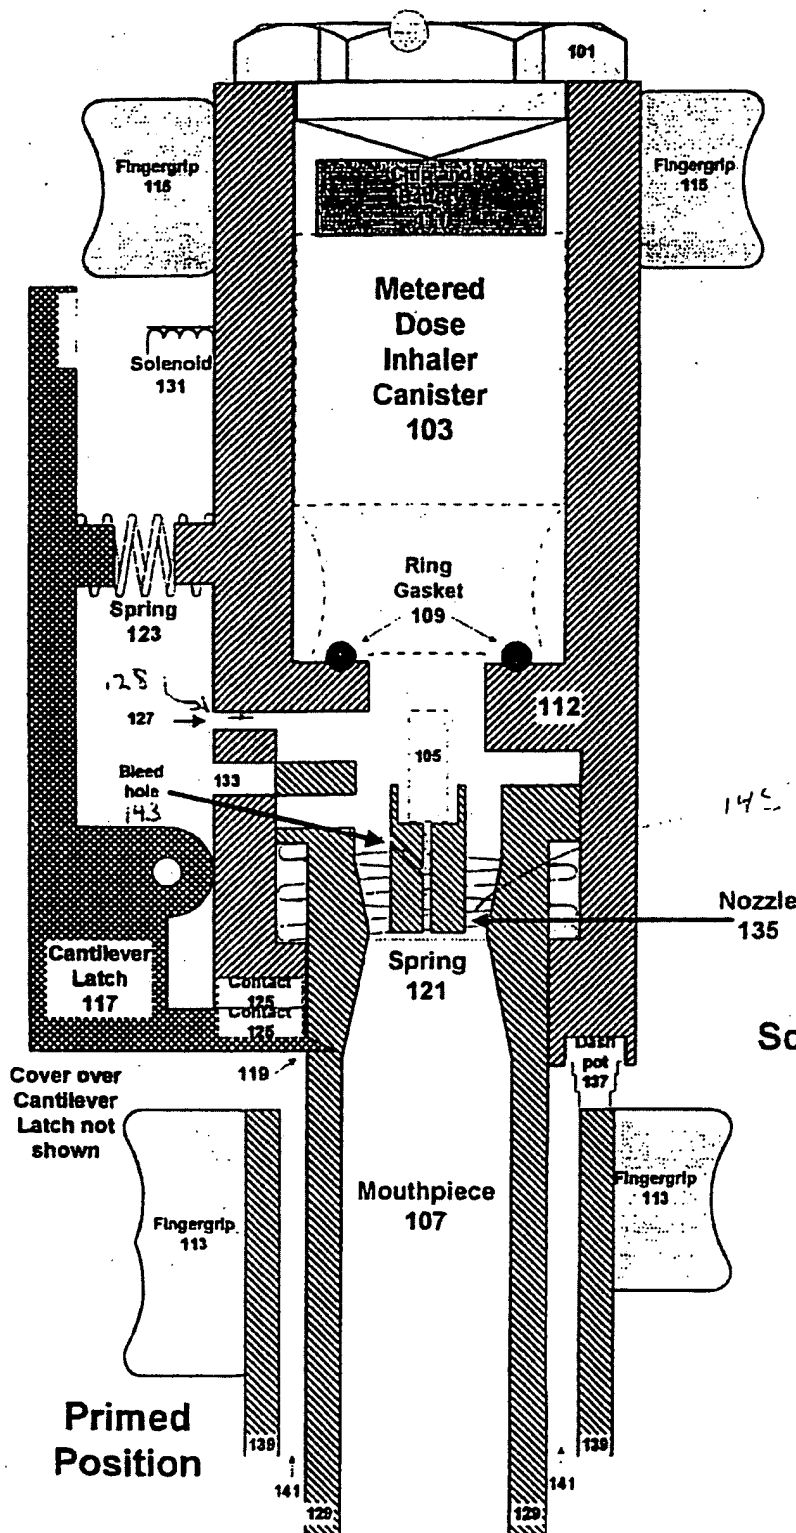 101
Fingergrip
115
Fingergrip
115
Metered
Dose
Inhaler
Canister
103
Solenoid
131
Ring
Gasket
109
Spring
123
128
127
112
105
Bleed
hole
143
133
Nozzle
135
Spring
121
Cantilever
Latch
117
Contact
125
Contact
126
Dash
pot
137
119
Cover over
Cantilever
Latch not
shown
Mouthpiece
107
Fingergrip
113
Fingergrip
113
Primed
Position
139
139
141
141
129
129